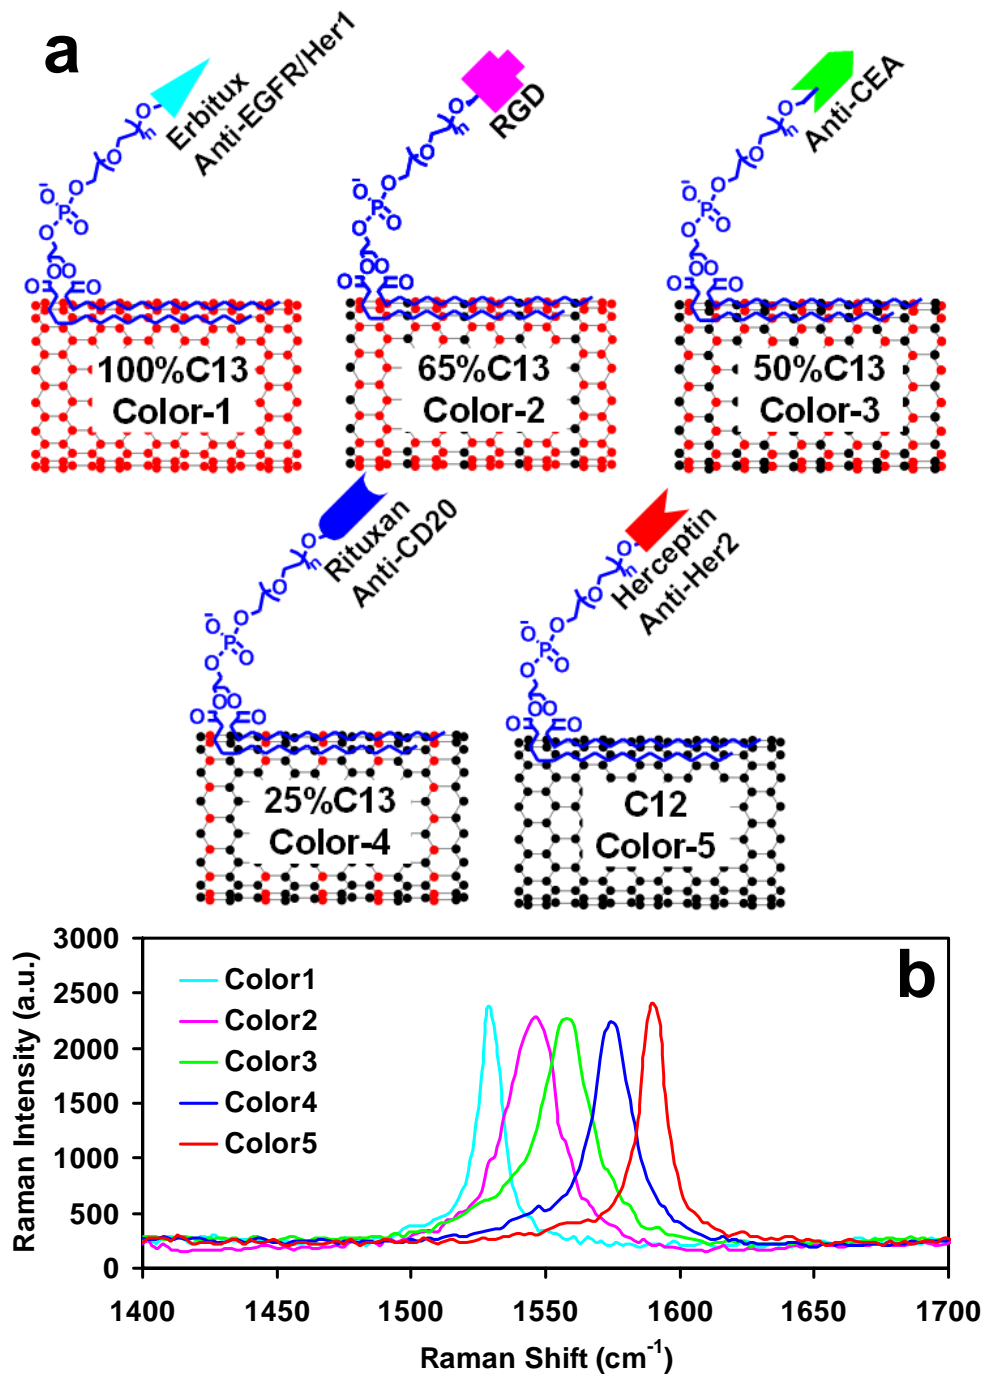 a
Erbitux
Anti-EGFR/Her1
RGD
Anti-CEA
O
n
O
O
P
O⁻
O
O
O
O
O
O
O
n
O
O
P
O⁻
O
O
O
O
O
O
O
n
O
O
P
O⁻
O
O
O
O
O
O
100%C13
Color-1
65%C13
Color-2
50%C13
Color-3
Rituxan
Anti-CD20
Herceptin
Anti-Her2
O
n
O
O
P
O⁻
O
O
O
O
O
O
O
n
O
O
P
O⁻
O
O
O
O
O
O
25%C13
Color-4
C12
Color-5
b
Raman Intensity (a.u.)
3000
2500
2000
1500
1000
500
0
Color1
Color2
Color3
Color4
Color5
1400 1450 1500 1550 1600 1650 1700
Raman Shift (cm⁻¹)